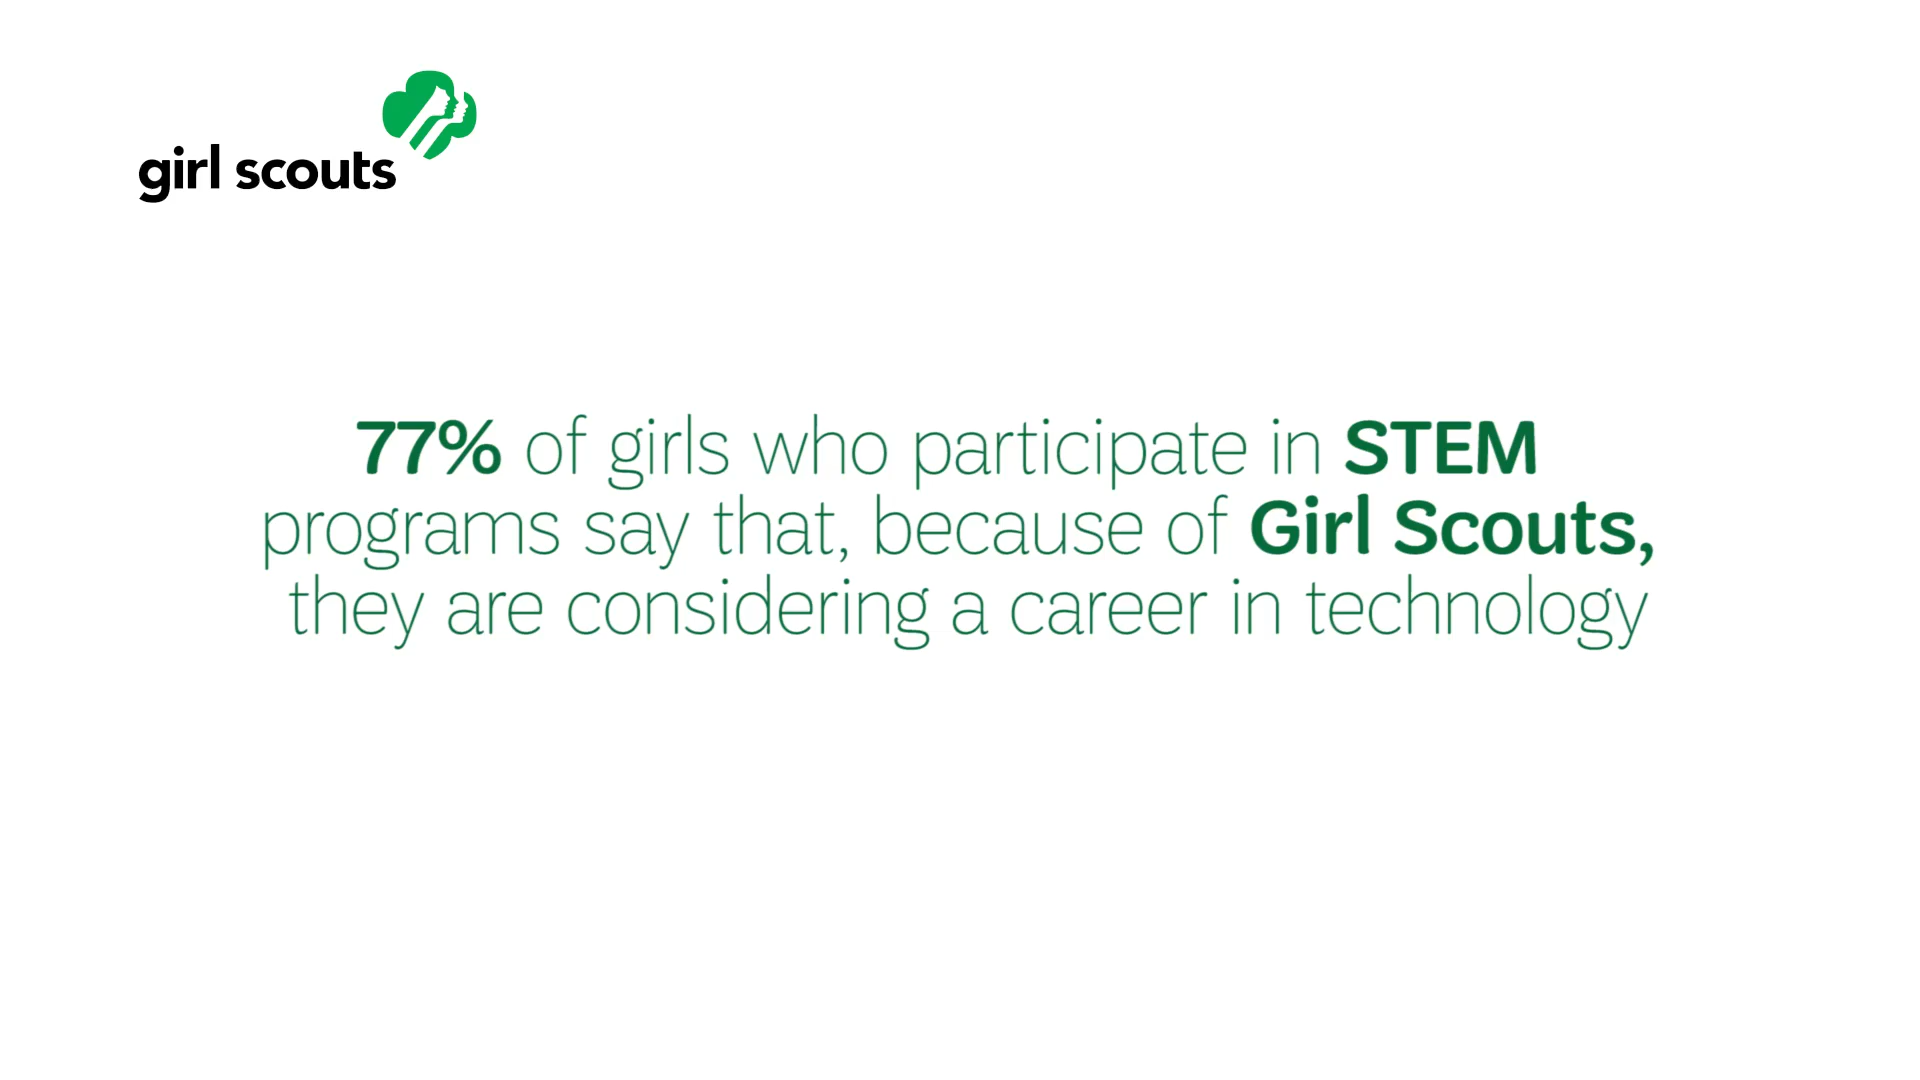 girl scouts
77% of girls who participate in STEM
programs say that, because of Girl Scouts,
they are considering a career in technology